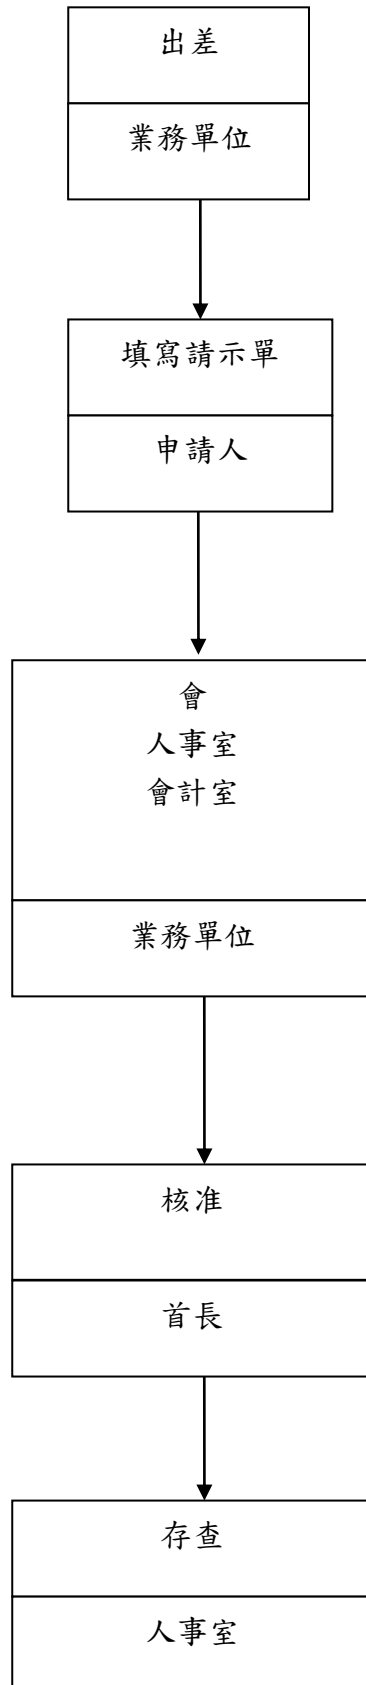 出差
業務單位
填寫請示單
申請人
會
人事室
會計室
業務單位
核准
首長
存查
人事室